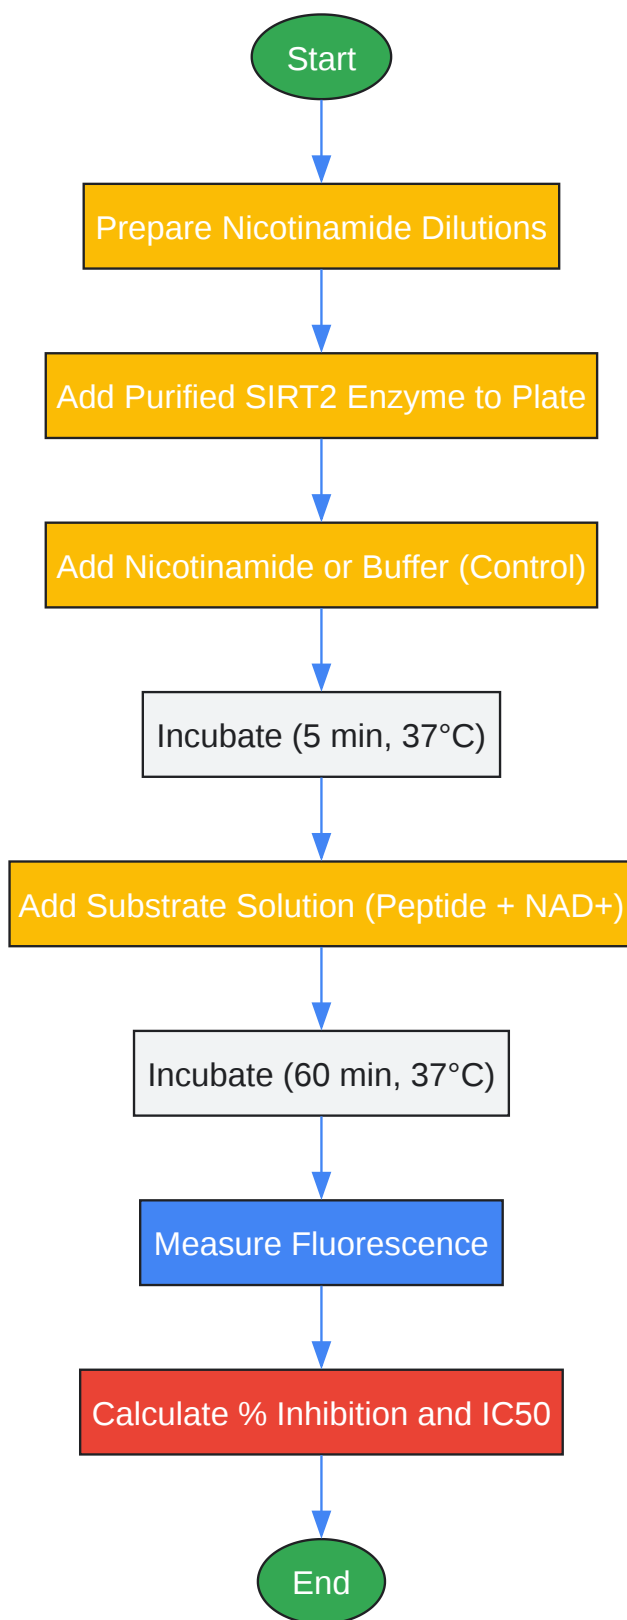 Start
Prepare Nicotinamide Dilutions
Add Purified SIRT2 Enzyme to Plate
Add Nicotinamide or Buffer (Control)
Incubate (5 min, 37°C)
Add Substrate Solution (Peptide + NAD+)
Incubate (60 min, 37°C)
Measure Fluorescence
Calculate % Inhibition and IC50
End